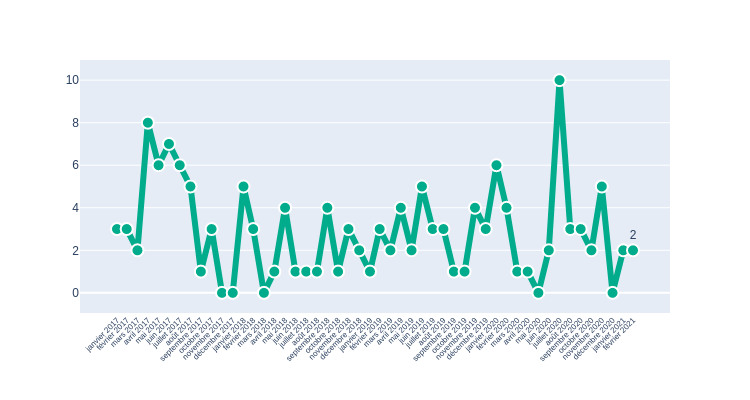 10
8
6
4
2
0
2
janvier 2017
février 2017
mars 2017
avril 2017
mai 2017
juin 2017
juillet 2017
août 2017
septembre 2017
octobre 2017
novembre 2017
décembre 2017
janvier 2018
février 2018
mars 2018
avril 2018
mai 2018
juin 2018
juillet 2018
août 2018
septembre 2018
octobre 2018
novembre 2018
décembre 2018
janvier 2019
février 2019
mars 2019
avril 2019
mai 2019
juin 2019
juillet 2019
août 2019
septembre 2019
octobre 2019
novembre 2019
décembre 2019
janvier 2020
février 2020
mars 2020
avril 2020
mai 2020
juin 2020
juillet 2020
août 2020
septembre 2020
octobre 2020
novembre 2020
décembre 2020
janvier 2021
février 2021